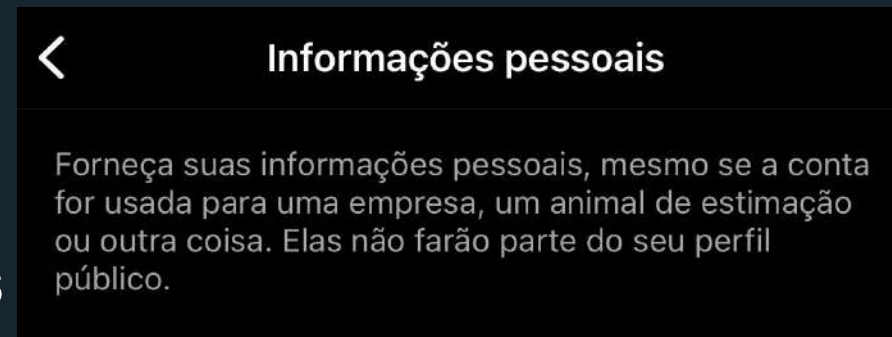 Informações pessoais
Forneça suas informações pessoais, mesmo se a conta
for usada para uma empresa, um animal de estimação
ou outra coisa. Elas não farão parte do seu perfil
público.